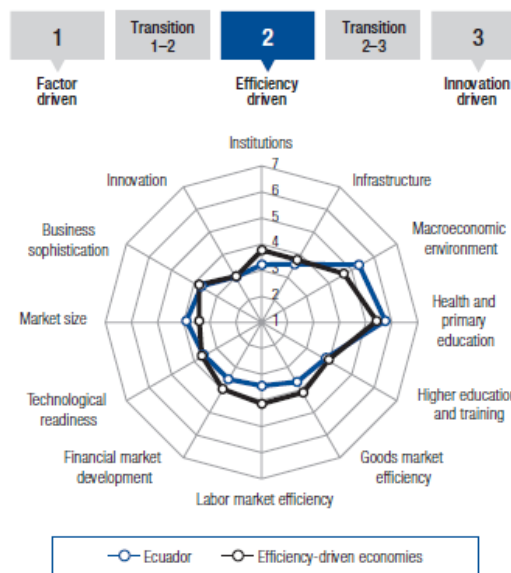 1
Transition
1–2
2
Transition
2–3
3
Factor
driven
Efficiency
driven
Innovation
driven
Institutions
7
6
5
4
3
2
1
Infrastructure
Macroeconomic
environment
Health and
primary
education
Higher education
and training
Goods market
efficiency
Labor market efficiency
Financial market
development
Technological
readiness
Market size
Business
sophistication
Innovation
Ecuador
Efficiency-driven economies